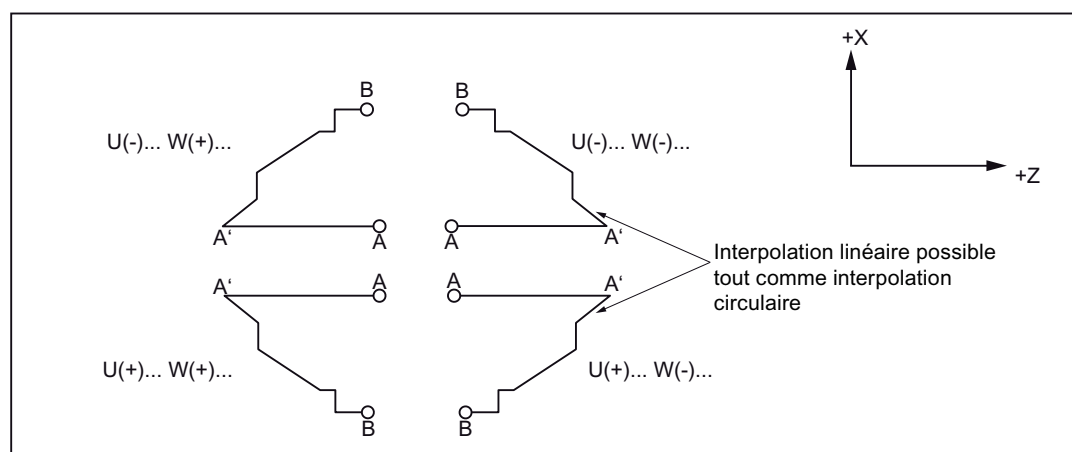 +X
B
B
U(-)... W(+)...
U(-)... W(-)...
+Z
A‘
A
A
A‘
Interpolation linéaire possible
tout comme interpolation
circulaire
A‘
A
A
A‘
U(+)... W(+)...
U(+)... W(-)...
B
B